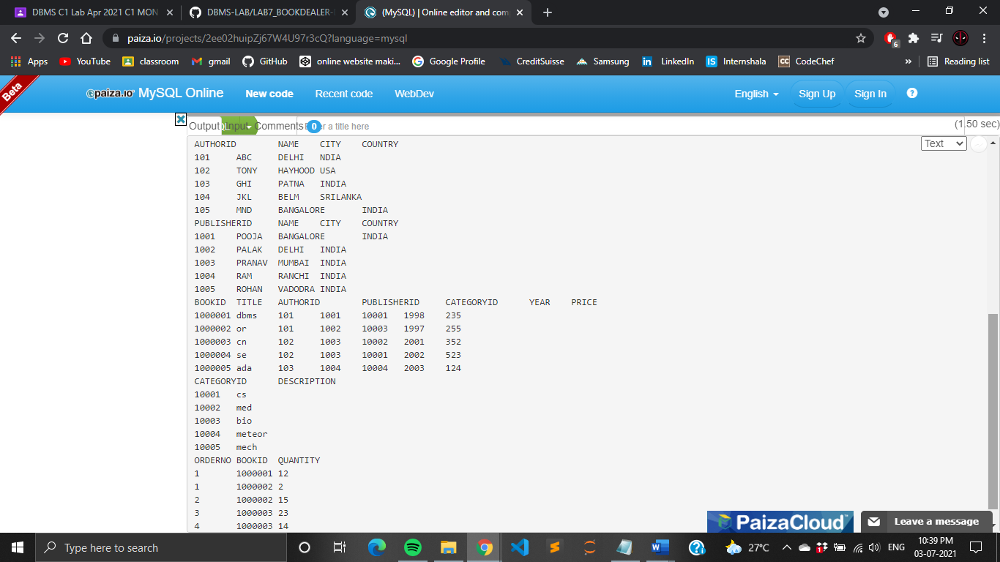 DBMS C1 Lab Apr 2021 C1 MON
DBMS-LAB/LAB7_BOOKDEALER-
(MySQL) | Online editor and com
paiza.io/projects/2ee02huipZj67W4U97r3cQ?language=mysql
6
Apps YouTube classroom gmail GitHub online website maki... Google Profile CreditSuisse Samsung LinkedIn IS Internshala CC CodeChef » Reading list
Beta
paiza.io MySQL Online New code Recent code WebDev English Sign Up Sign In ?
Output Input Comments 0 a title here (1.50 sec)
Text
AUTHORID NAME CITY COUNTRY
101 ABC DELHI NDIA
102 TONY HAYHOOD USA
103 GHI PATNA INDIA
104 JKL BELM SRILANKA
105 MND BANGALORE INDIA
PUBLISHERID NAME CITY COUNTRY
1001 POOJA BANGALORE INDIA
1002 PALAK DELHI INDIA
1003 PRANAV MUMBAI INDIA
1004 RAM RANCHI INDIA
1005 ROHAN VADODRA INDIA
BOOKID TITLE AUTHORID PUBLISHERID CATEGORYID YEAR PRICE
1000001 dbms 101 1001 10001 1998 235
1000002 or 101 1002 10003 1997 255
1000003 cn 102 1003 10002 2001 352
1000004 se 102 1003 10001 2002 523
1000005 ada 103 1004 10004 2003 124
CATEGORYID DESCRIPTION
10001 cs
10002 med
10003 bio
10004 meteor
10005 mech
ORDERNO BOOKID QUANTITY
1 1000001 12
1 1000002 2
2 1000002 15
3 1000003 23
4 1000003 14
PaizaCloud
Leave a message
Type here to search
27°C ENG 10:39 PM
03-07-2021